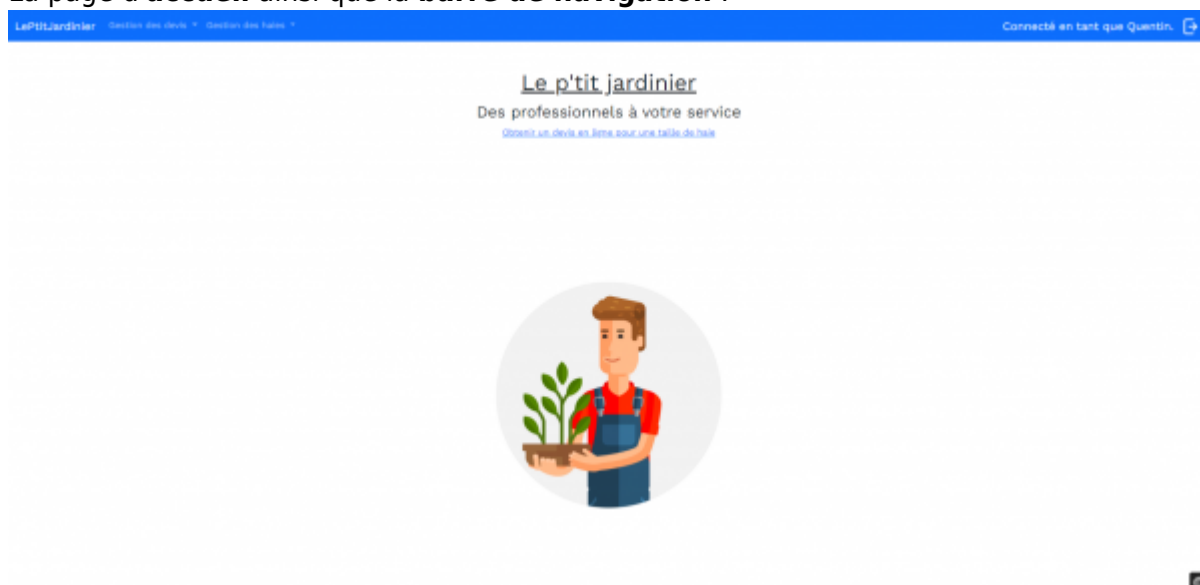 La page d'accueil ainsi que la barre de navigation :
LePtitJardinier Gestion des devis Gestion des haies Connecté en tant que Quentin.
Le p'tit jardinier
Des professionnels à votre service
Obtenir un devis en ligne pour une taille de haie